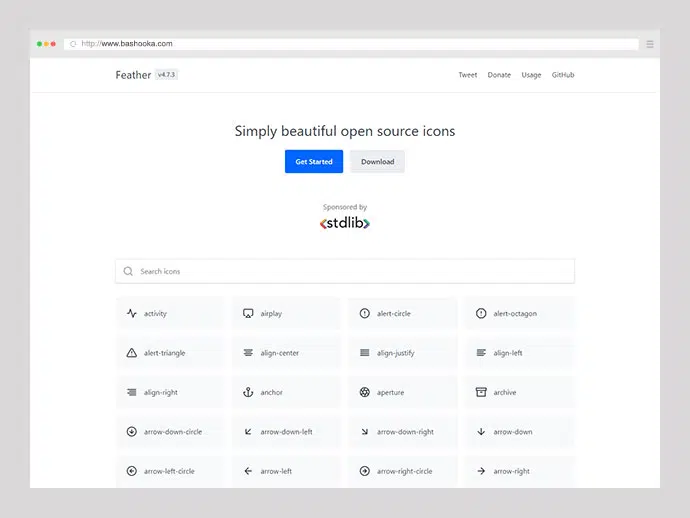 http://www.bashooka.com
Feather v4.7.3
Tweet Donate Usage GitHub
Simply beautiful open source icons
Get Started Download
Sponsored by
<stdlib>
Search icons
activity airplay alert-circle alert-octagon
alert-triangle align-center align-justify align-left
align-right anchor aperture archive
arrow-down-circle arrow-down-left arrow-down-right arrow-down
arrow-left-circle arrow-left arrow-right-circle arrow-right